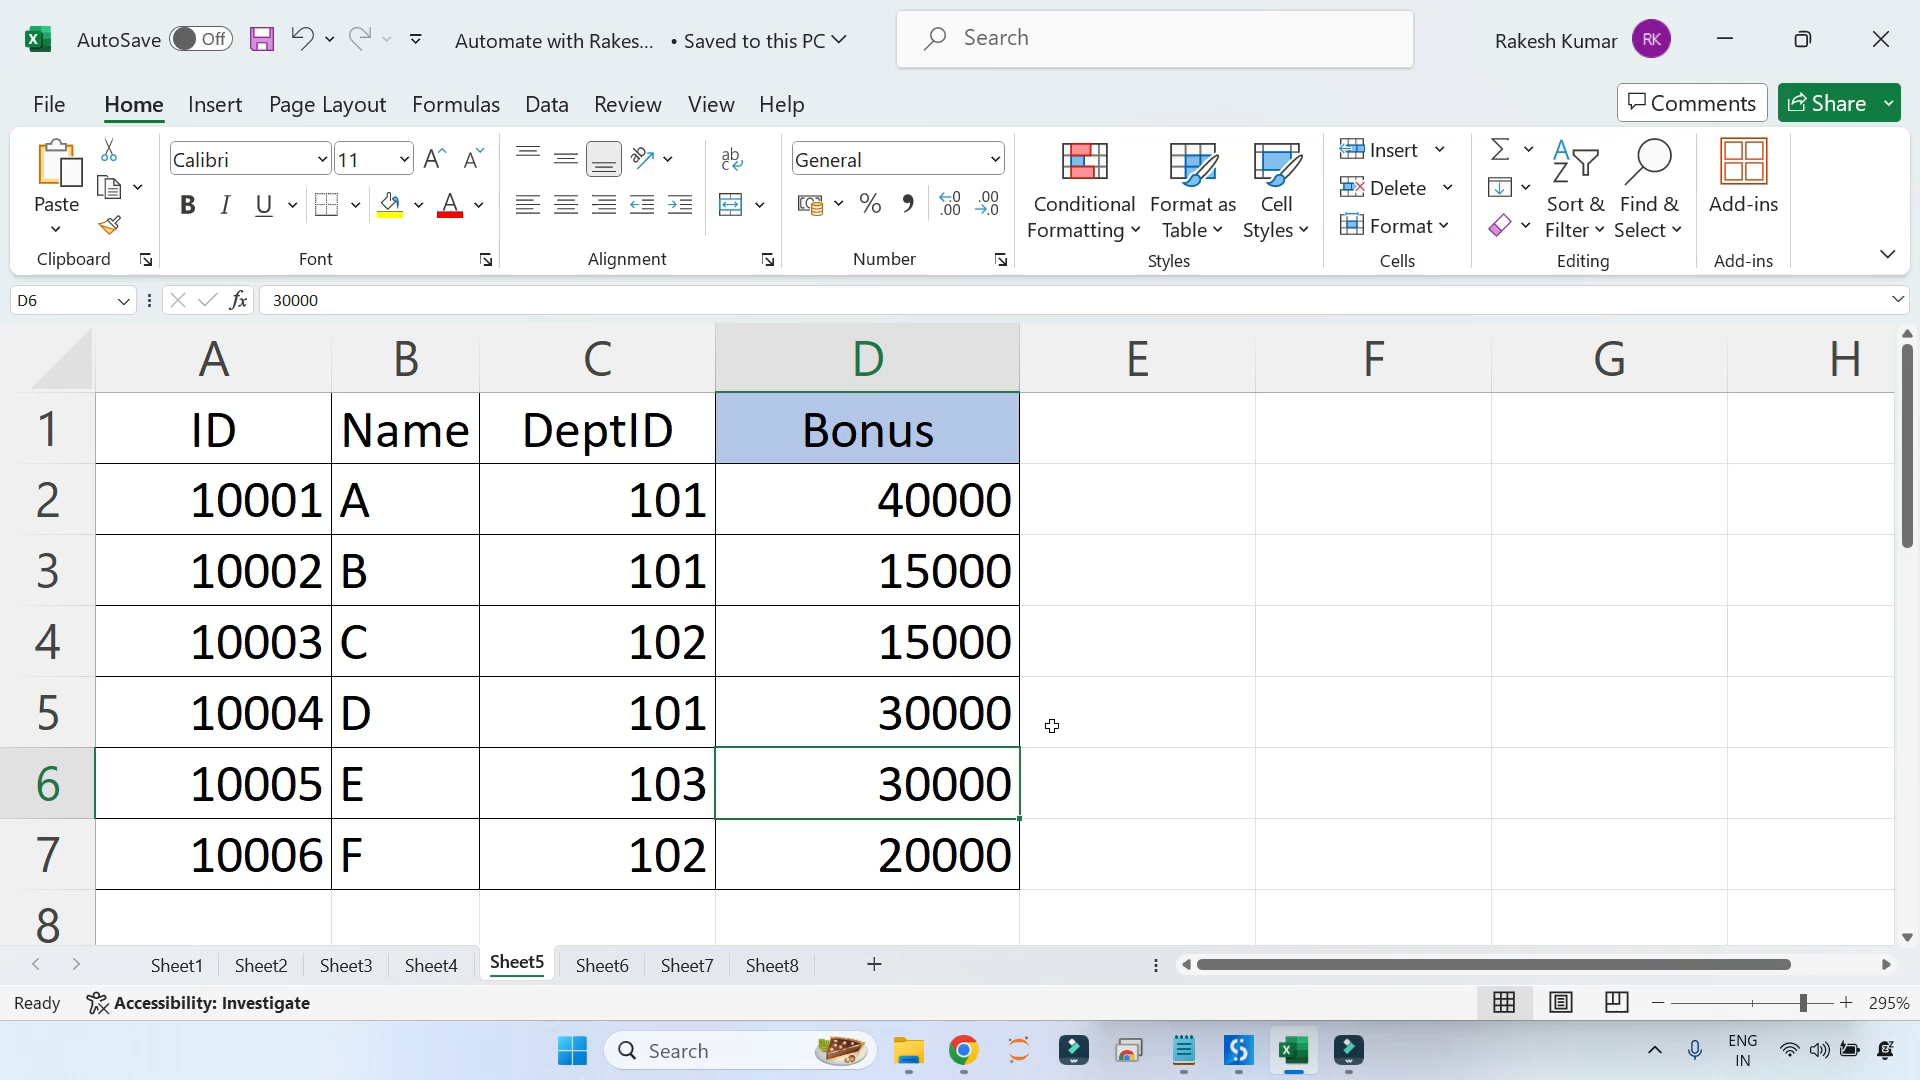 AutoSave Off Automate with Rakes... • Saved to this PC Search Rakesh Kumar RK
File Home Insert Page Layout Formulas Data Review View Help Comments Share
Paste Calibri 11 General Conditional Formatting Format as Table Cell Styles Insert Delete Format Sort & Filter Find & Select Add-ins
Clipboard Font Alignment Number Styles Cells Editing Add-ins
D6 fx 30000
A B C D E F G H
1 ID Name DeptID Bonus
2 10001 A 101 40000
3 10002 B 101 15000
4 10003 C 102 15000
5 10004 D 101 30000
6 10005 E 103 30000
7 10006 F 102 20000
8
Sheet1 Sheet2 Sheet3 Sheet4 Sheet5 Sheet6 Sheet7 Sheet8
Ready Accessibility: Investigate 295%
Search ENG
IN